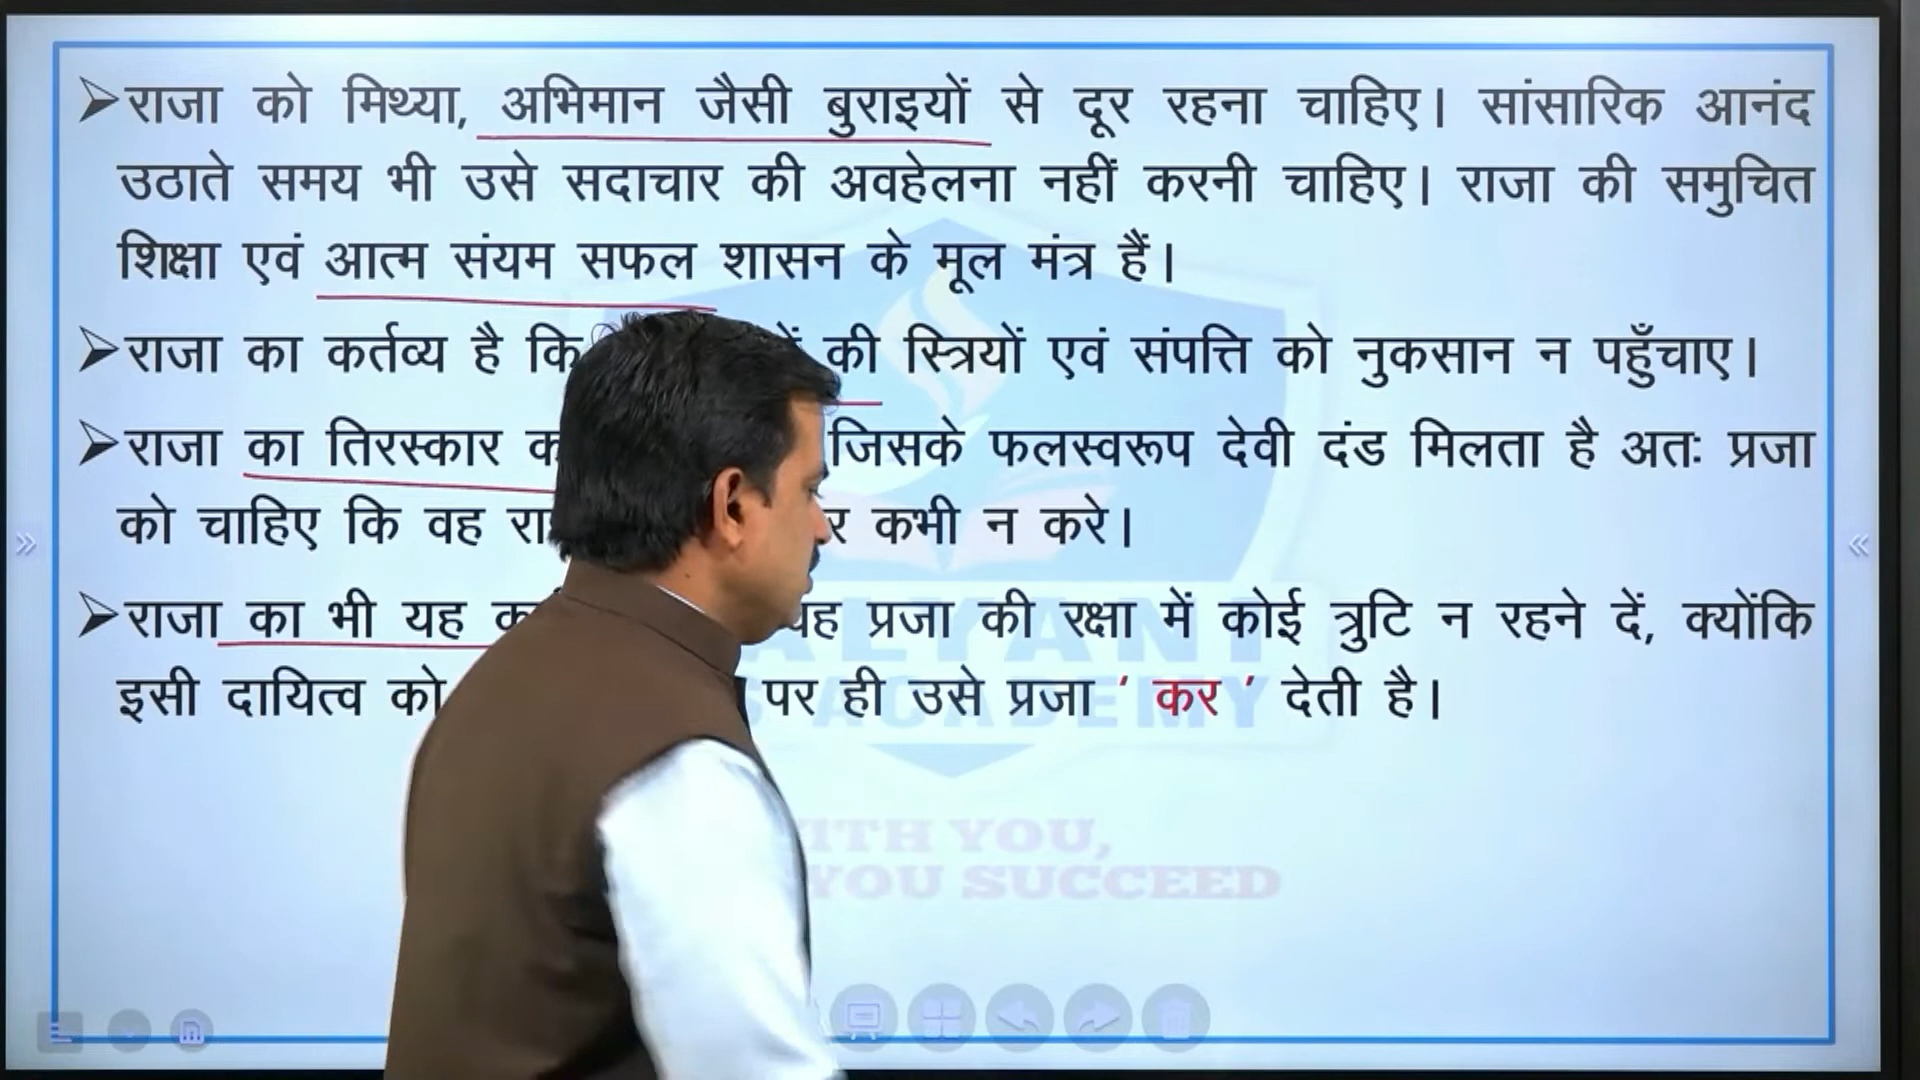 राजा को मिथ्या, अभिमान जैसी बुराइयों से दूर रहना चाहिए। सांसारिक आनंद
उठाते समय भी उसे सदाचार की अवहेलना नहीं करनी चाहिए। राजा की समुचित
शिक्षा एवं आत्म संयम सफल शासन के मूल मंत्र हैं।
राजा का कर्तव्य है कि की स्त्रियों एवं संपत्ति को नुकसान न पहुँचाए।
राजा का तिरस्कार जिसके फलस्वरूप देवी दंड मिलता है अतः प्रजा
को चाहिए कि वह कभी न करे।
राजा का भी यह प्रजा की रक्षा में कोई त्रुटि न रहने दें, क्योंकि
इसी दायित्व को पर ही उसे प्रजा ' कर ' देती है।
YOU,
YOU SUCCEED